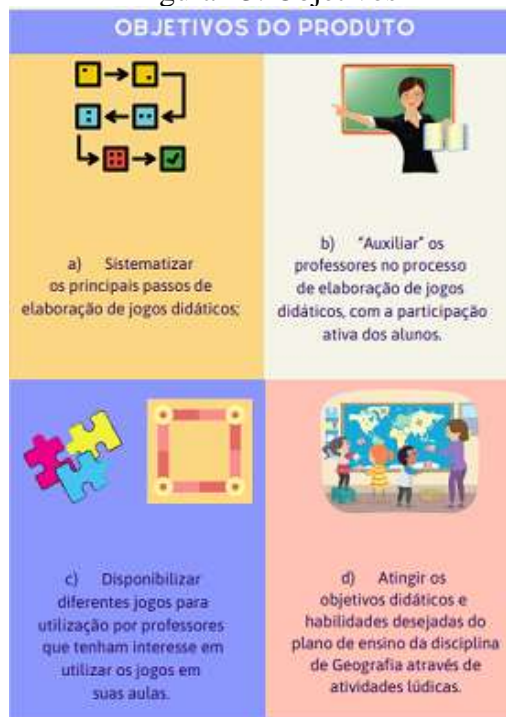 OBJETIVOS DO PRODUTO
a) Sistematizar
os principais passos de
elaboração de jogos didáticos;
b) “Auxiliar” os
professores no processo
de elaboração de jogos
didáticos, com a participação
ativa dos alunos.
c) Disponibilizar
diferentes jogos para
utilização por professores
que tenham interesse em
utilizar os jogos em
suas aulas.
d) Atingir os
objetivos didáticos e
habilidades desejadas do
plano de ensino da disciplina
de Geografia através de
atividades lúdicas.